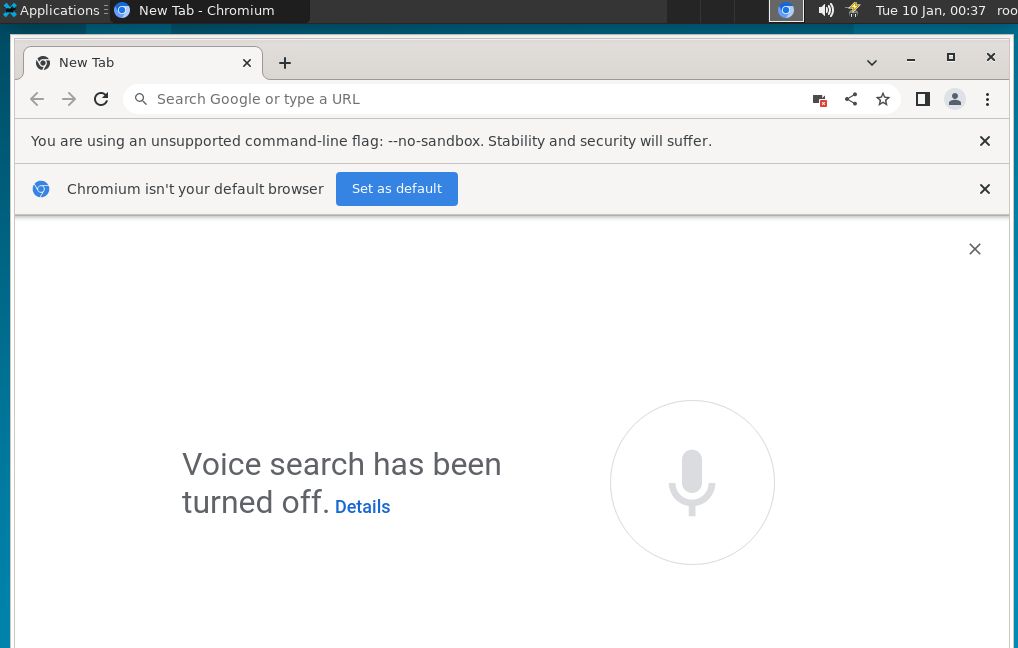 Applications New Tab - Chromium Tue 10 Jan, 00:37 roo
New Tab
Search Google or type a URL
You are using an unsupported command-line flag: --no-sandbox. Stability and security will suffer.
Chromium isn't your default browser Set as default
Voice search has been
turned off. Details